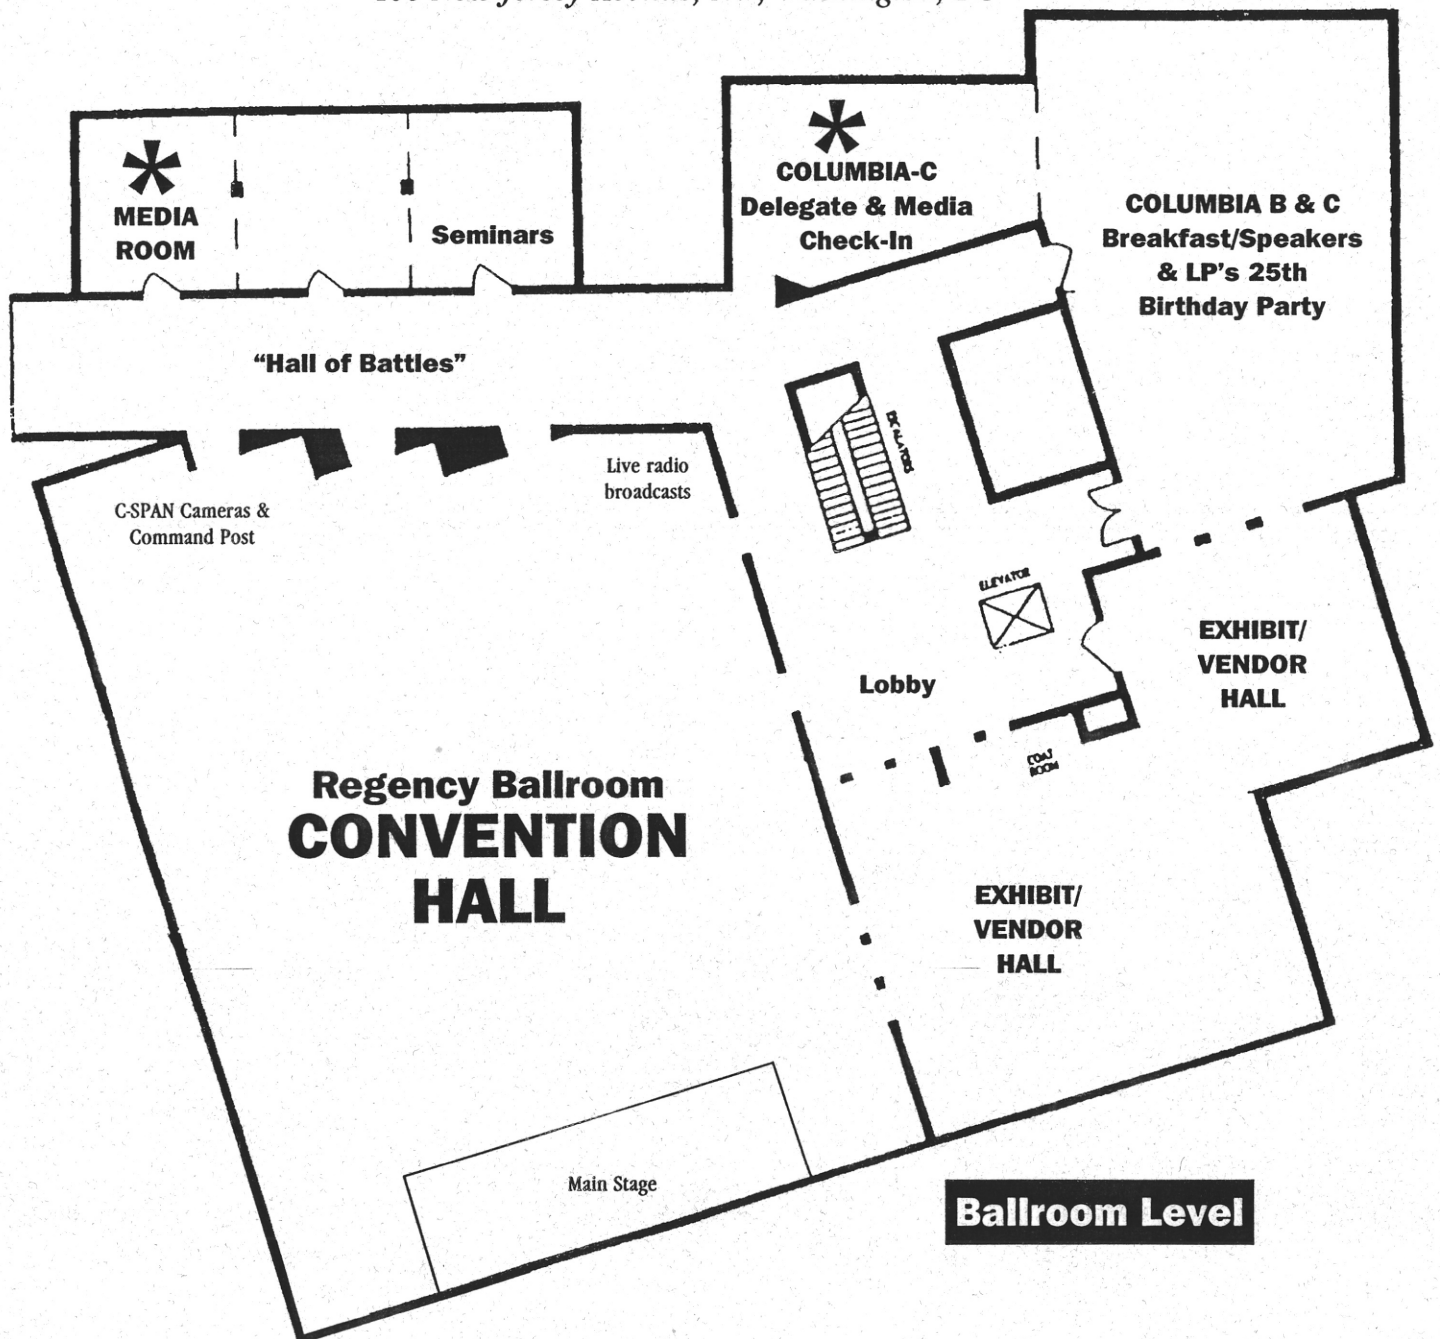 MEDIA
ROOM
Seminars
COLUMBIA-C
Delegate & Media
Check-In
COLUMBIA B & C
Breakfast/Speakers
& LP's 25th
Birthday Party
“Hall of Battles”
ESCALATORS
Live radio
broadcasts
C-SPAN Cameras &
Command Post
ELEVATOR
EXHIBIT/
VENDOR
HALL
Lobby
COAT
ROOM
Regency Ballroom
CONVENTION
HALL
EXHIBIT/
VENDOR
HALL
Main Stage
Ballroom Level